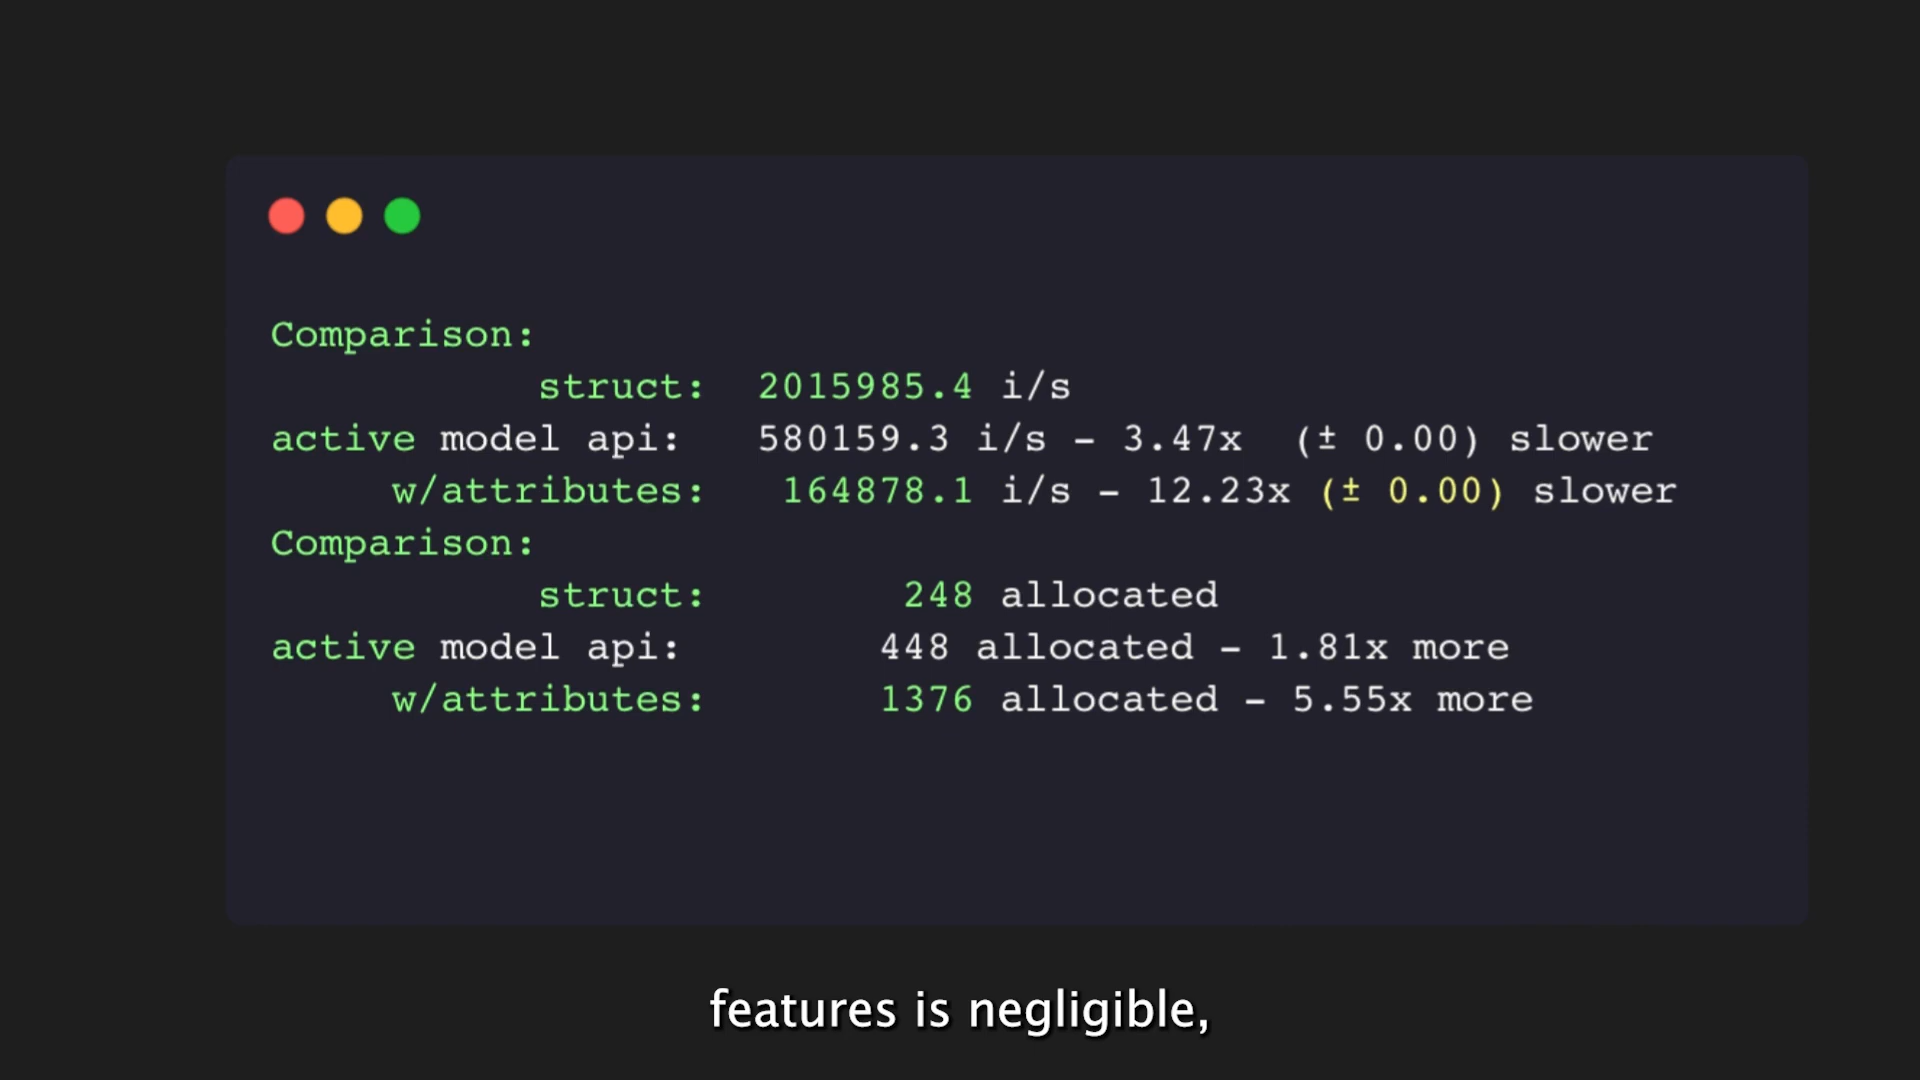 Comparison:
struct: 2015985.4 i/s
active model api: 580159.3 i/s - 3.47x (± 0.00) slower
w/attributes: 164878.1 i/s - 12.23x (± 0.00) slower
Comparison:
struct: 248 allocated
active model api: 448 allocated - 1.81x more
w/attributes: 1376 allocated - 5.55x more
features is negligible,